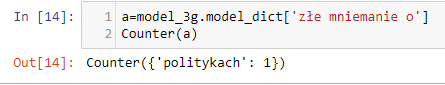 In [14]: 1 a=model_3g.model_dict['złe mniemanie o']
2 Counter(a)
Out[14]: Counter({'politykach': 1})